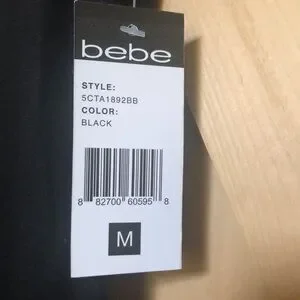 bebe
STYLE:
5CTA1892BB
COLOR:
BLACK
8 82700 60595 8
M